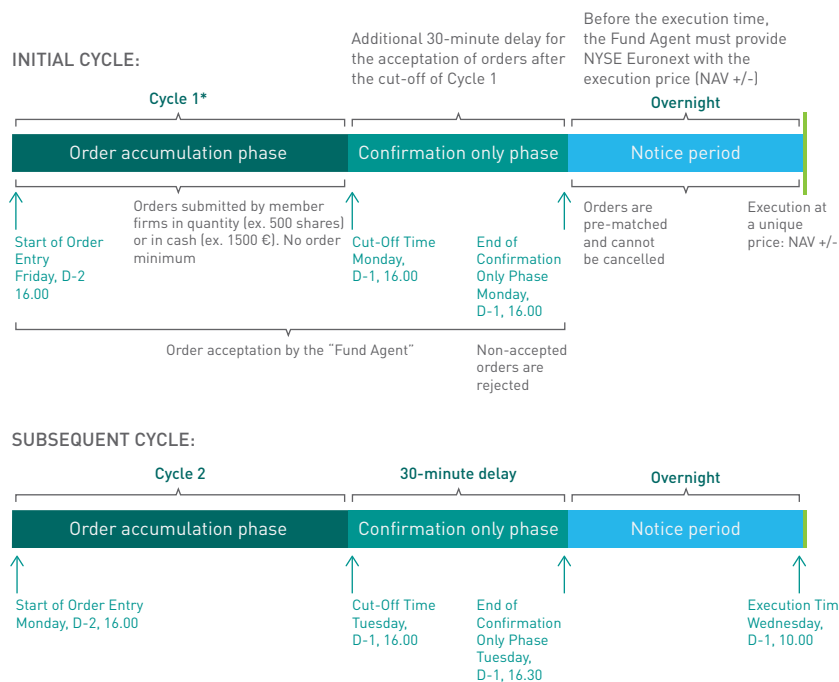 INITIAL CYCLE:
Additional 30-minute delay for
the acceptation of orders after
the cut-off of Cycle 1
Before the execution time,
the Fund Agent must provide
NYSE Euronext with the
execution price (NAV +/-)
Cycle 1*
Overnight
Order accumulation phase
Confirmation only phase
Notice period
Start of Order
Entry
Friday, D-2
16.00
Orders submitted by member
firms in quantity (ex. 500 shares)
or in cash (ex. 1500 €). No order
minimum
Cut-Off Time
Monday,
D-1, 16.00
End of
Confirmation
Only Phase
Monday,
D-1, 16.00
Orders are
pre-matched
and cannot
be cancelled
Execution at
a unique
price: NAV +/-
Order acceptation by the “Fund Agent”
Non-accepted
orders are
rejected
SUBSEQUENT CYCLE:
Cycle 2
30-minute delay
Overnight
Order accumulation phase
Confirmation only phase
Notice period
Start of Order Entry
Monday, D-2, 16.00
Cut-Off Time
Tuesday,
D-1, 16.00
End of
Confirmation
Only Phase
Tuesday,
D-1, 16.30
Execution Tim
Wednesday,
D-1, 10.00